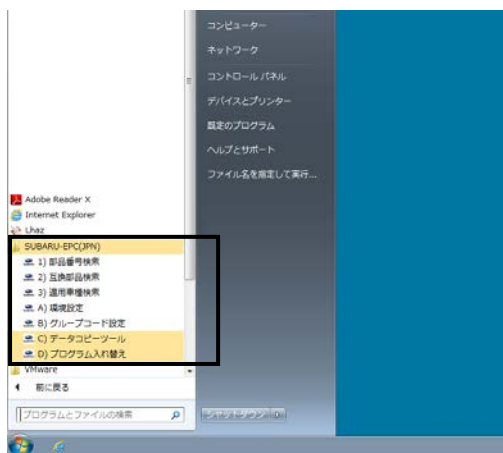 Adobe Reader X
Internet Explorer
Lhaz
SUBARU-EPC(JPN)
1) 部品番号検索
2) 互換部品検索
3) 適用車種検索
A) 環境設定
B) グループコード設定
C) データコピーツール
D) プログラム入れ替え
VMware
前に戻る
プログラムとファイルの検索
コンピューター
ネットワーク
コントロール パネル
デバイスとプリンター
既定のプログラム
ヘルプとサポート
ファイル名を指定して実行...
シャットダウン